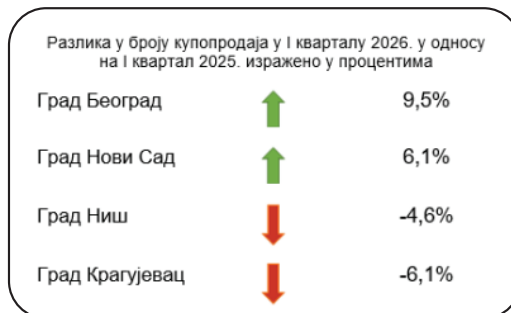 Разлика у броју купопродаја у I кварталу 2026. у односу
на I квартал 2025. изражено у процентима
Град Београд 9,5%
Град Нови Сад 6,1%
Град Ниш -4,6%
Град Крагујевац -6,1%